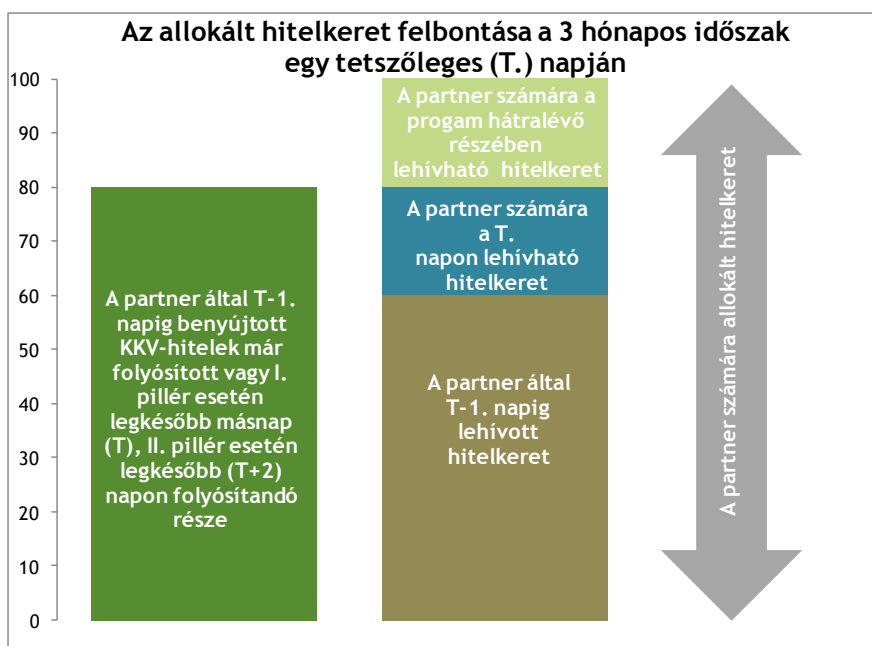 Az allokált hitelkeret felbontása a 3 hónapos időszak
egy tetszőleges (T.) napján
100
90
80
70
60
50
40
30
20
10
0
A partner által T-1.
napig benyújtott
KKV-hitelek már
folyósított vagy I.
pillér esetén
legkésőbb másnap
(T), II. pillér esetén
legkésőbb (T+2)
napon folyósítandó
része
A partner számára a
progam hátralévő
részében
lehívható hitelkeret
A partner számára
a T.
napon lehívható
hitelkeret
A partner által
T-1. napig
lehívott
hitelkeret
A partner számára allokált hitelkeret